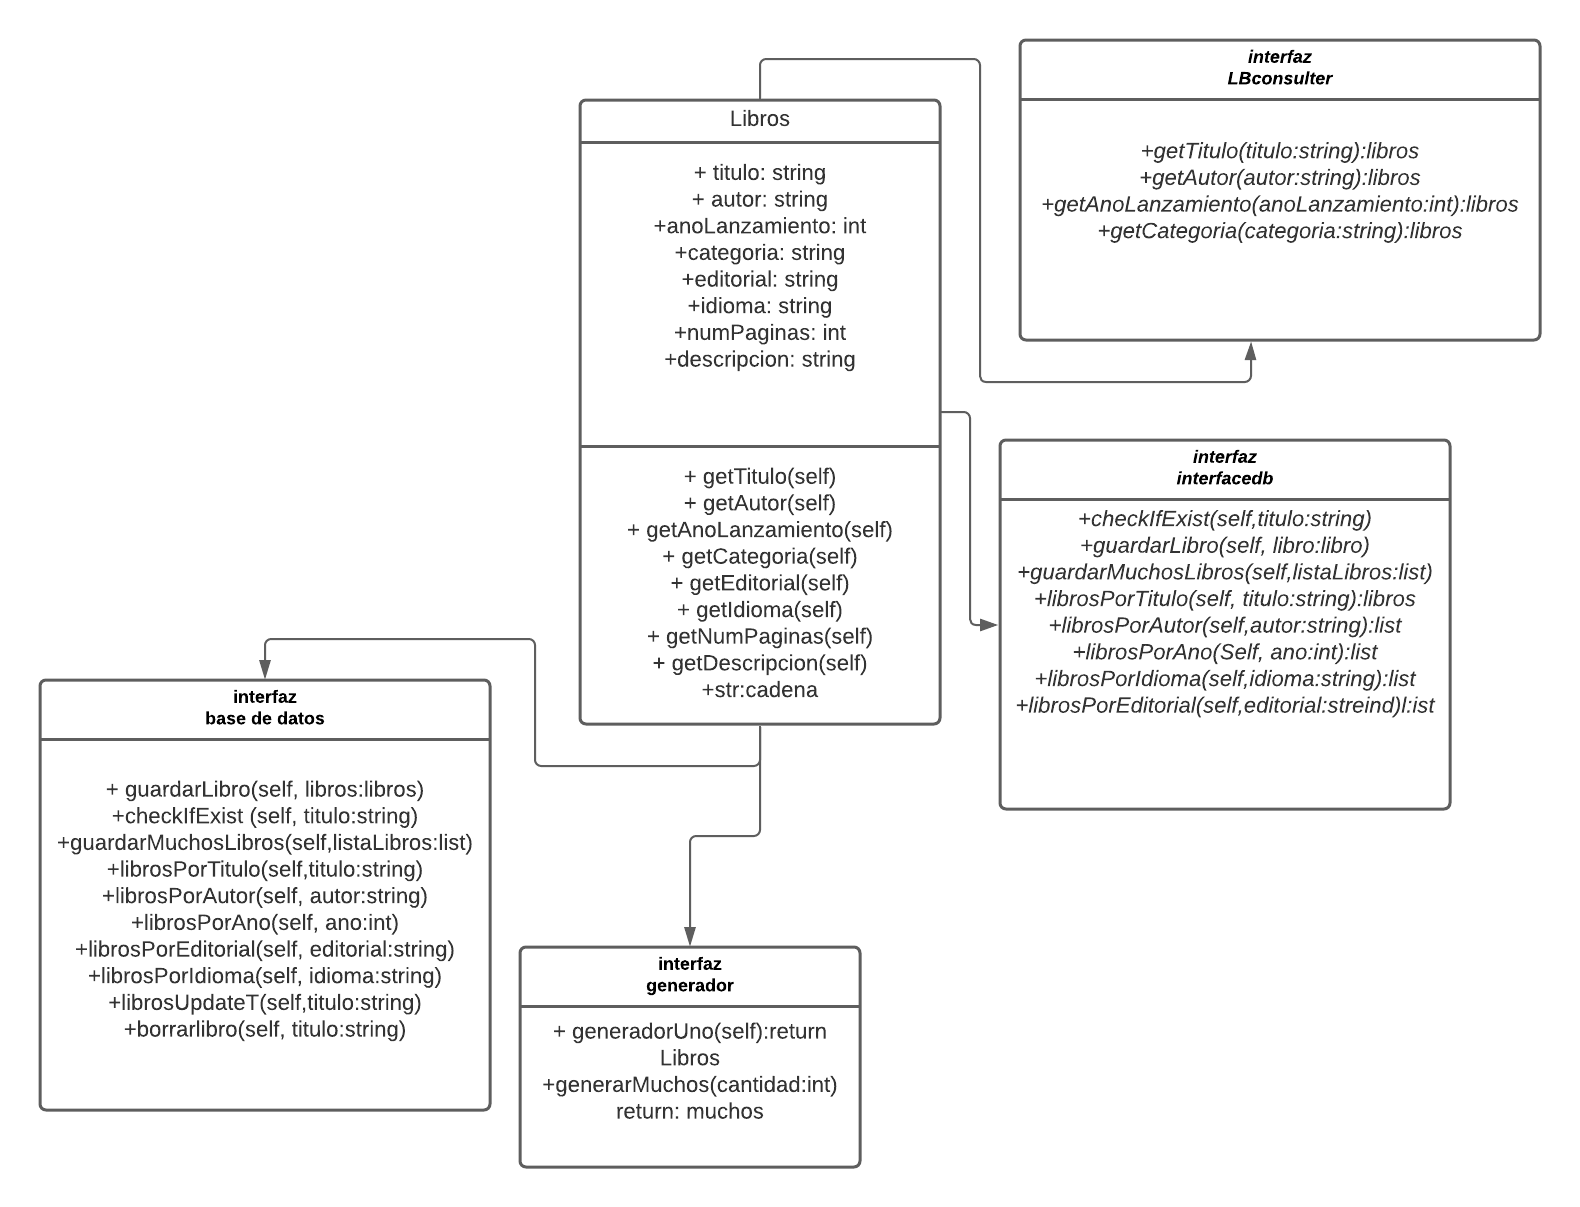 interfaz
LBconsulter
+getTitulo(titulo:string):libros
+getAutor(autor:string):libros
+getAnoLanzamiento(anoLanzamiento:int):libros
+getCategoria(categoria:string):libros
Libros
+ titulo: string
+ autor: string
+anoLanzamiento: int
+categoria: string
+editorial: string
+idioma: string
+numPaginas: int
+descripcion: string
+ getTitulo(self)
+ getAutor(self)
+ getAnoLanzamiento(self)
+ getCategoria(self)
+ getEditorial(self)
+ getIdioma(self)
+ getNumPaginas(self)
+ getDescripcion(self)
+str:cadena
interfaz
interfacedb
+checkIfExist(self,titulo:string)
+guardarLibro(self, libro:libro)
+guardarMuchosLibros(self,listaLibros:list)
+librosPorTitulo(self, titulo:string):libros
+librosPorAutor(self,autor:string):list
+librosPorAno(Self, ano:int):list
+librosPorIdioma(self,idioma:string):list
+librosPorEditorial(self,editorial:streind)l:ist
interfaz
base de datos
+ guardarLibro(self, libros:libros)
+checkIfExist (self, titulo:string)
+guardarMuchosLibros(self,listaLibros:list)
+librosPorTitulo(self,titulo:string)
+librosPorAutor(self, autor:string)
+librosPorAno(self, ano:int)
+librosPorEditorial(self, editorial:string)
+librosPorIdioma(self, idioma:string)
+librosUpdateT(self,titulo:string)
+borrarlibro(self, titulo:string)
interfaz
generador
+ generadorUno(self):return
Libros
+generarMuchos(cantidad:int)
return: muchos